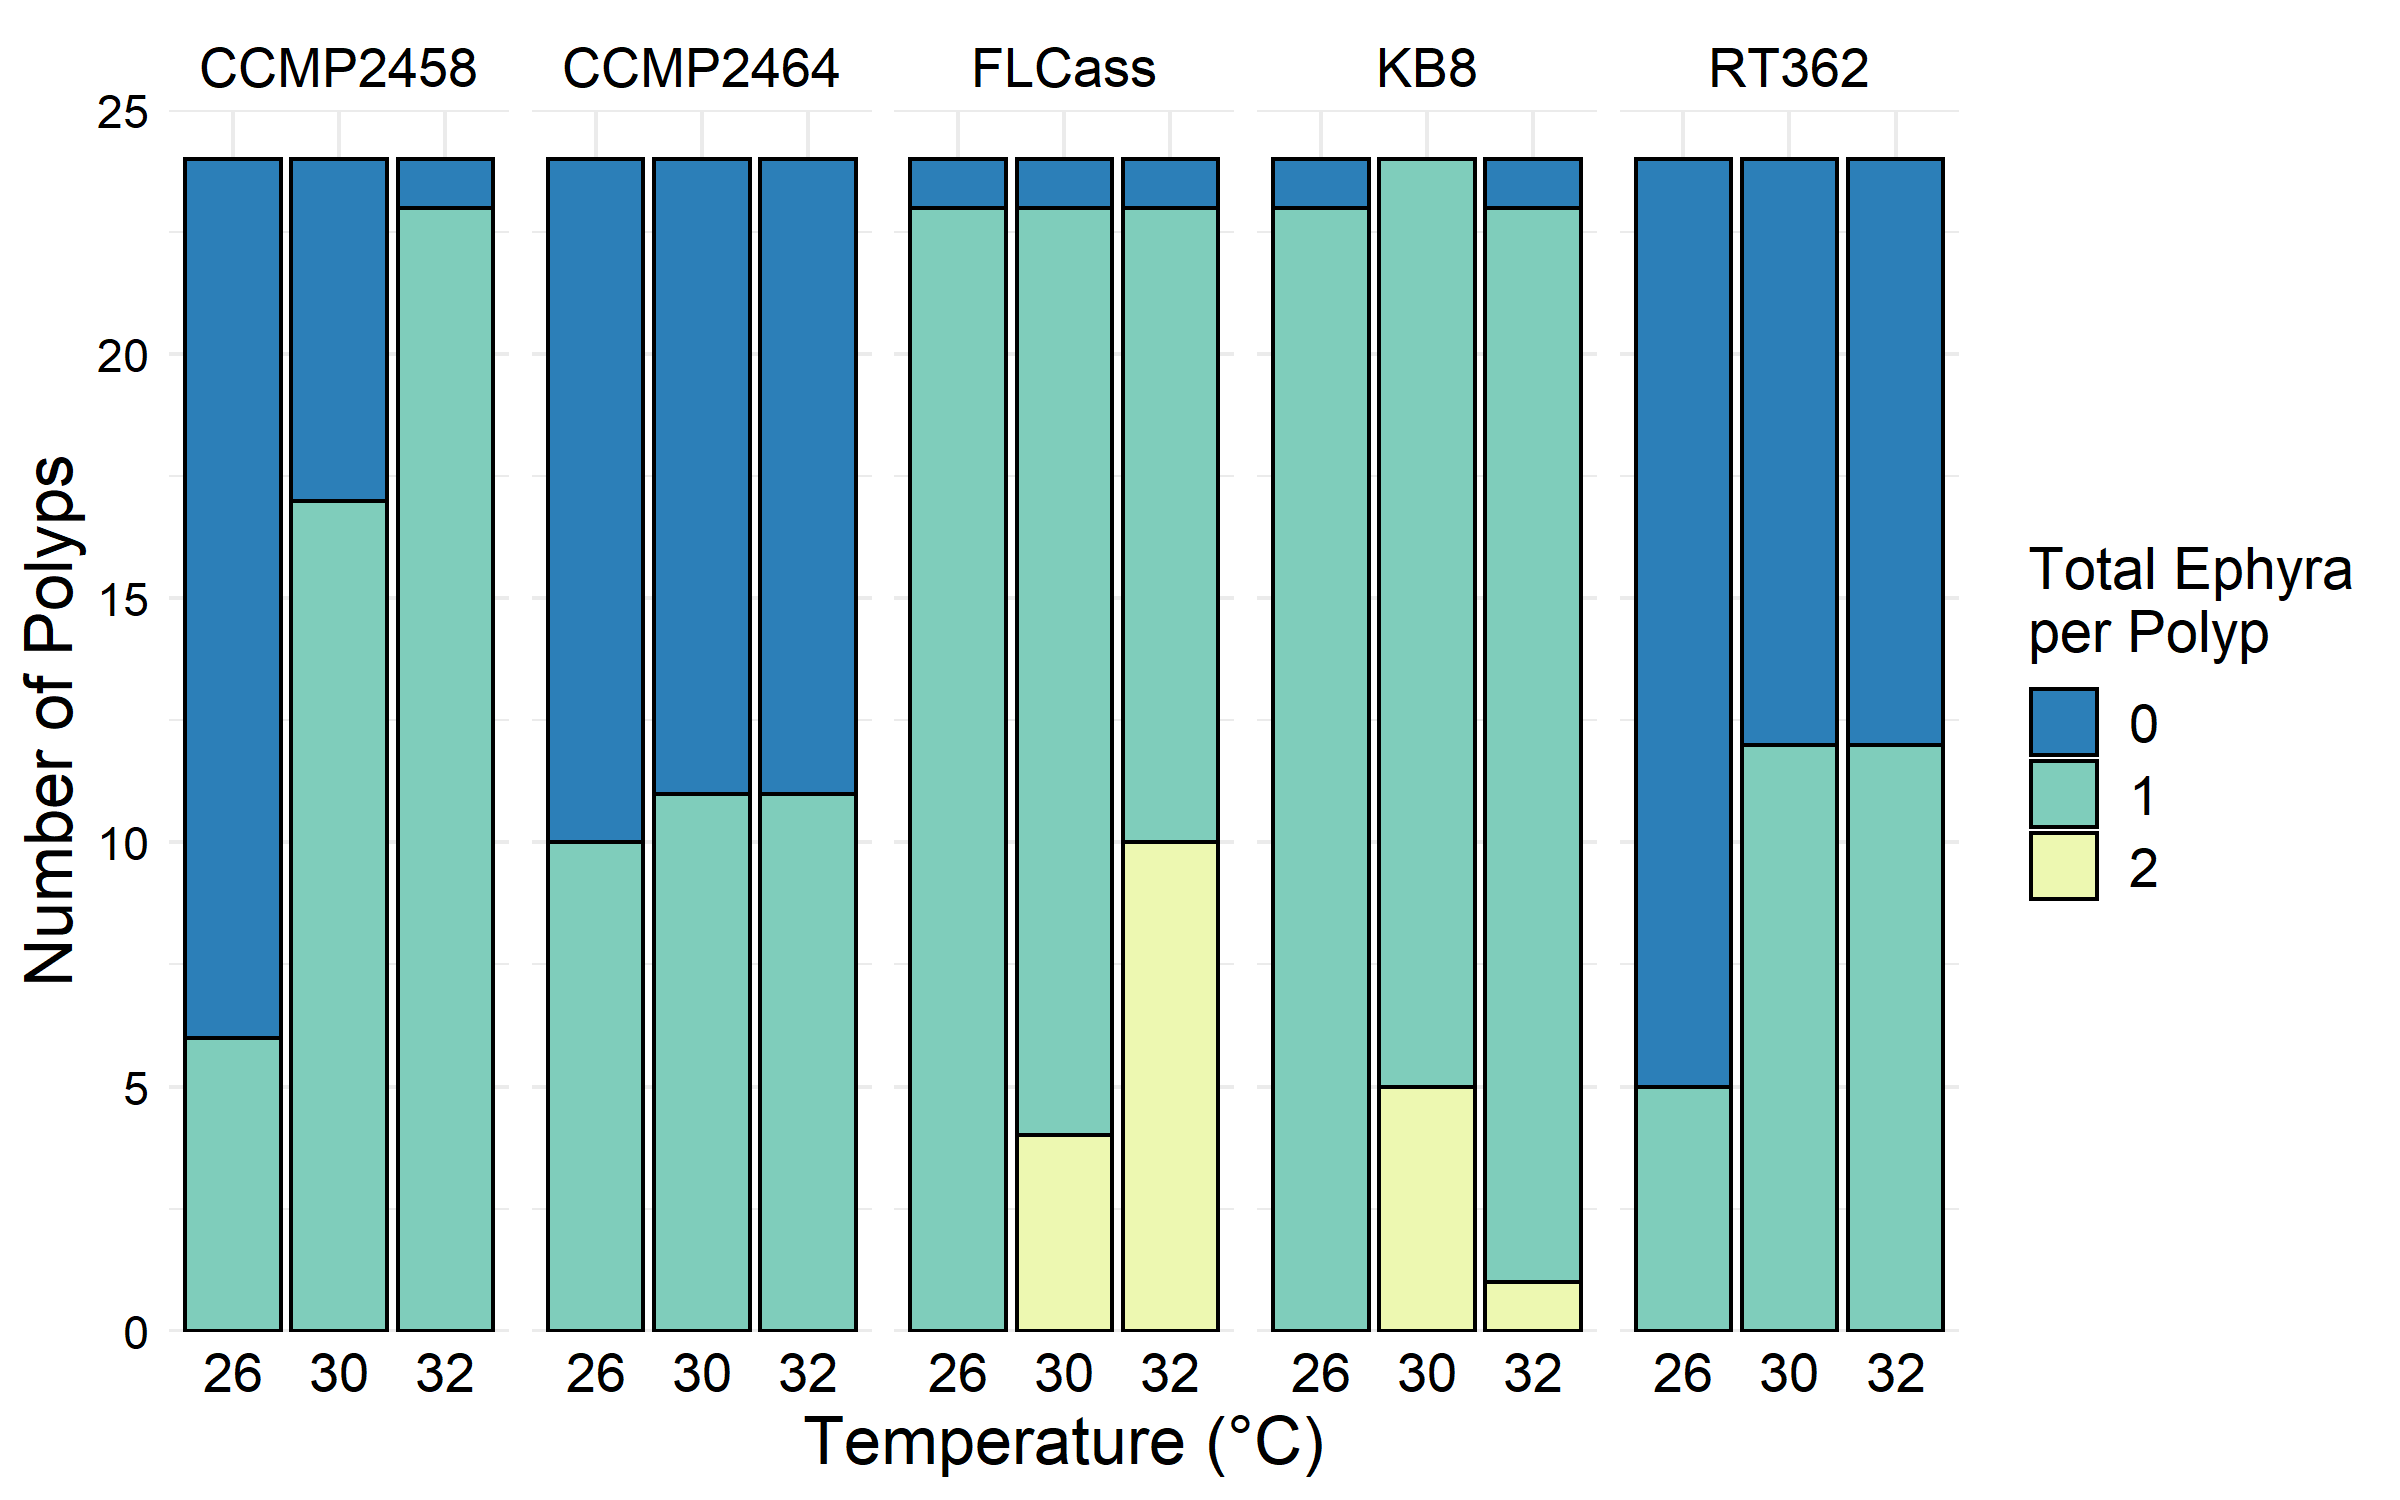 CCMP2458 CCMP2464 FLCass KB8 RT362
25
20
15
10
5
0
Number of Polyps
26 30 32 26 30 32 26 30 32 26 30 32 26 30 32
Temperature (°C)
Total Ephyra
per Polyp
0
1
2